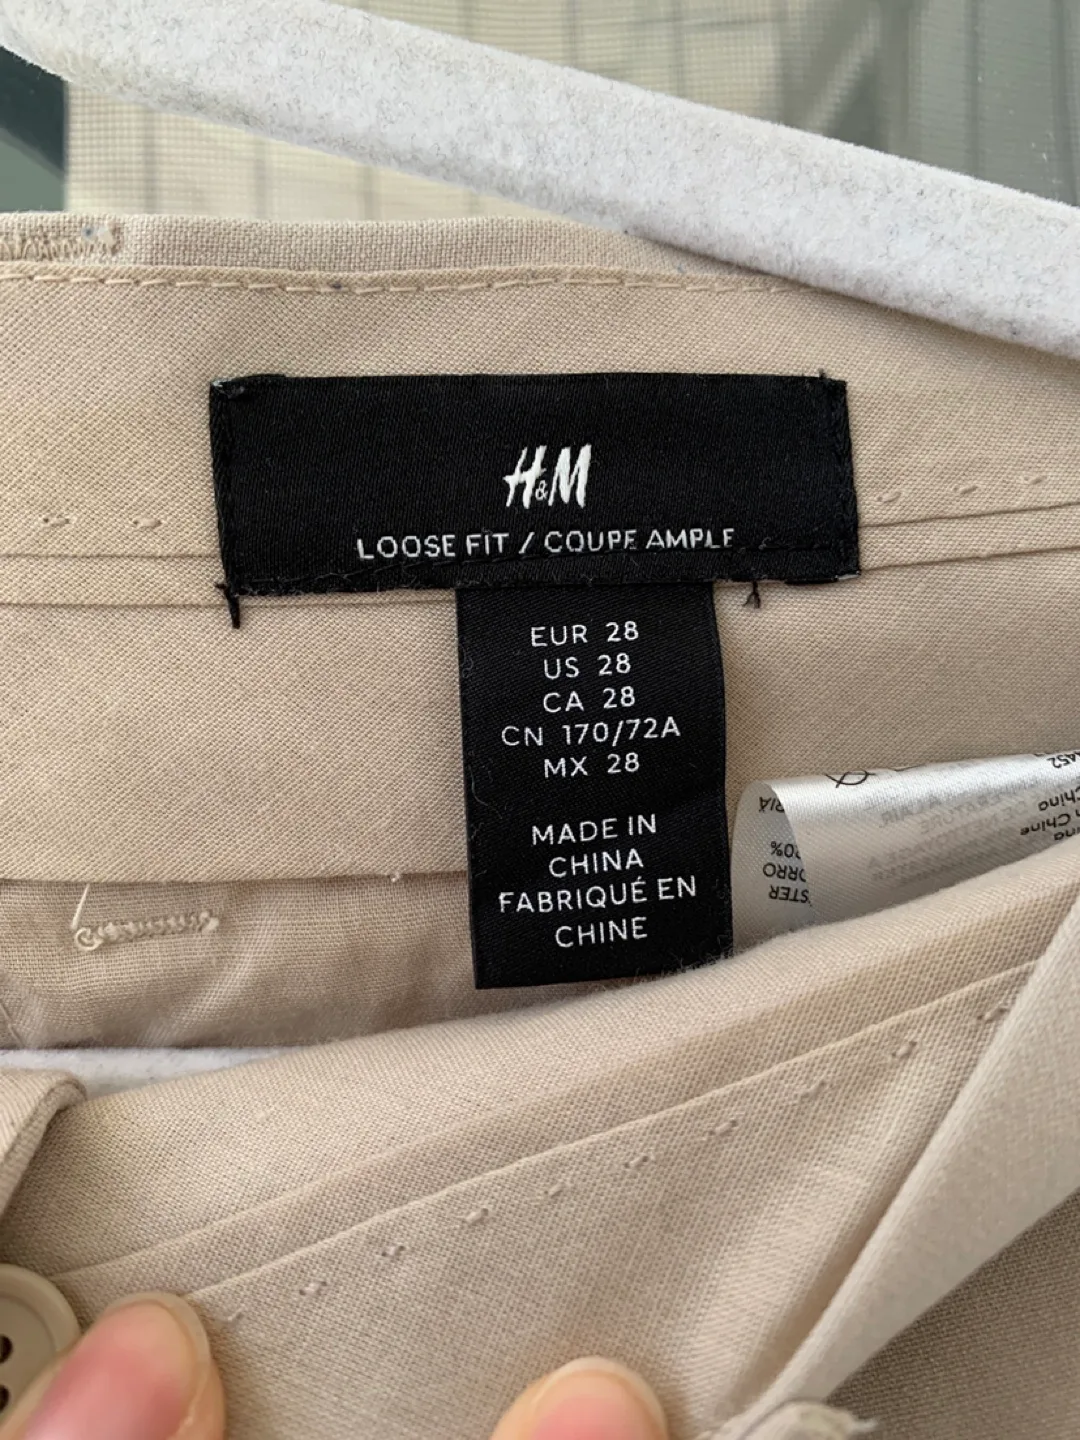 H&M
LOOSE FIT / COUPE AMPLE
EUR 28
US 28
CA 28
CN 170/72A
MX 28
MADE IN
CHINA
FABRIQUÉ EN
CHINE